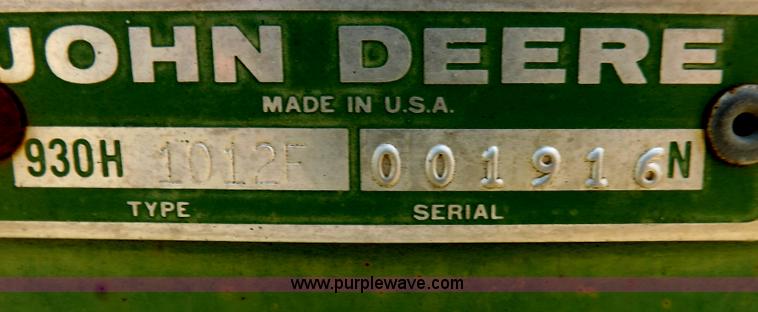 JOHN DEERE
MADE IN U.S.A.
930H 1012F 001916N
TYPE SERIAL
www.purplewave.com